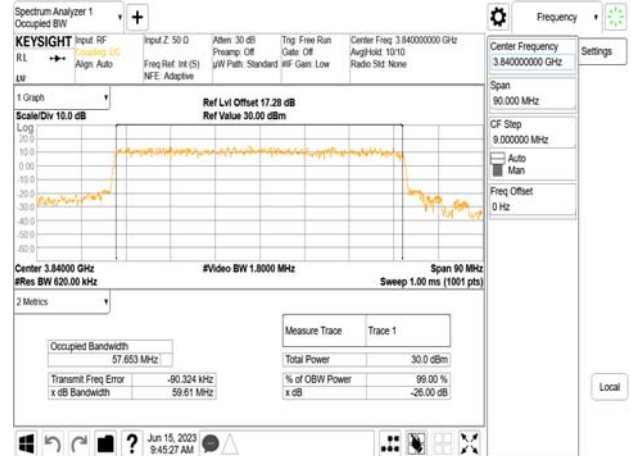 Spectrum Analyzer 1
Occupied BW
Frequency
KEYSIGHT
Input: RF
Coupling: DC
Align: Auto
Input Z: 50 Ω
Freq Ref: Int (S)
NFE: Adaptive
Atten: 30 dB
Preamp: Off
µW Path: Standard
Trig: Free Run
Gate: Off
#IF Gain: Low
Center Freq: 3.840000000 GHz
Avg|Hold: 10/10
Radio Std: None
RL
Center Frequency
3.840000000 GHz
Settings
Span
90.000 MHz
CF Step
9.000000 MHz
Auto
Man
Freq Offset
0 Hz
Local
1 Graph
Scale/Div 10.0 dB
Ref Lvl Offset 17.28 dB
Ref Value 30.00 dBm
Log
20.0
10.0
0.00
-10.0
-20.0
-30.0
-40.0
-50.0
-60.0
Center 3.84000 GHz
#Res BW 620.00 kHz
#Video BW 1.8000 MHz
Span 90 MHz
Sweep 1.00 ms (1001 pts)
2 Metrics
Measure Trace Trace 1
Occupied Bandwidth
57.653 MHz
Total Power 30.0 dBm
Transmit Freq Error -90.324 kHz
% of OBW Power 99.00 %
x dB Bandwidth 59.61 MHz
x dB -26.00 dB
?
Jun 15, 2023
9:45:27 AM